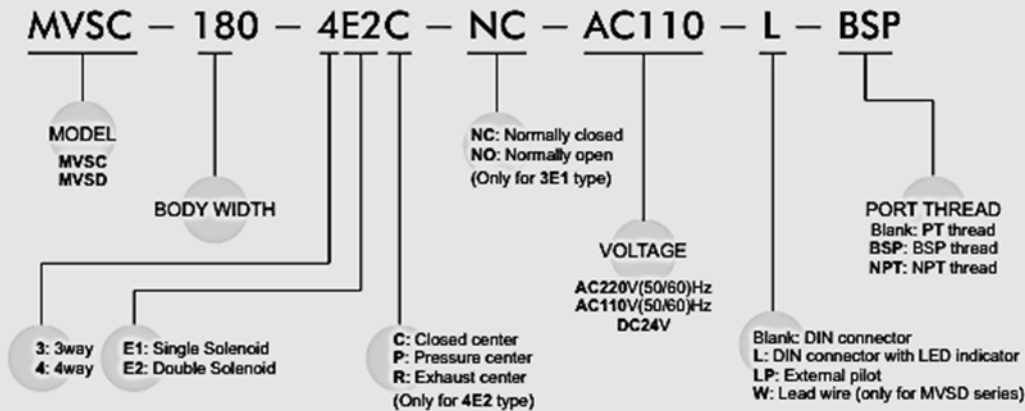 MVSC – 180 – 4E2C – NC – AC110 – L – BSP
MODEL
MVSC
MVSD
BODY WIDTH
3: 3way
4: 4way
E1: Single Solenoid
E2: Double Solenoid
C: Closed center
P: Pressure center
R: Exhaust center
(Only for 4E2 type)
NC: Normally closed
NO: Normally open
(Only for 3E1 type)
VOLTAGE
AC220V(50/60)Hz
AC110V(50/60)Hz
DC24V
Blank: DIN connector
L: DIN connector with LED indicator
LP: External pilot
W: Lead wire (only for MVSD series)
PORT THREAD
Blank: PT thread
BSP: BSP thread
NPT: NPT thread